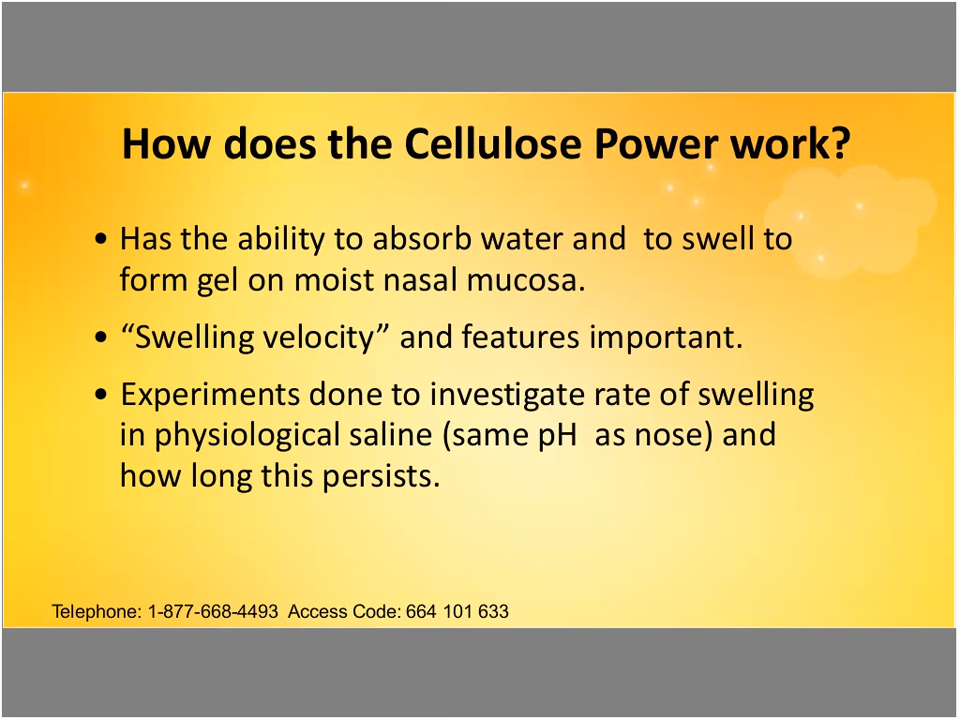 How does the Cellulose Power work?
• Has the ability to absorb water and  to swell to
form gel on moist nasal mucosa.
• “Swelling velocity” and features important.
• Experiments done to investigate rate of swelling
in physiological saline (same pH  as nose) and
how long this persists.
Telephone: 1-877-668-4493  Access Code: 664 101 633